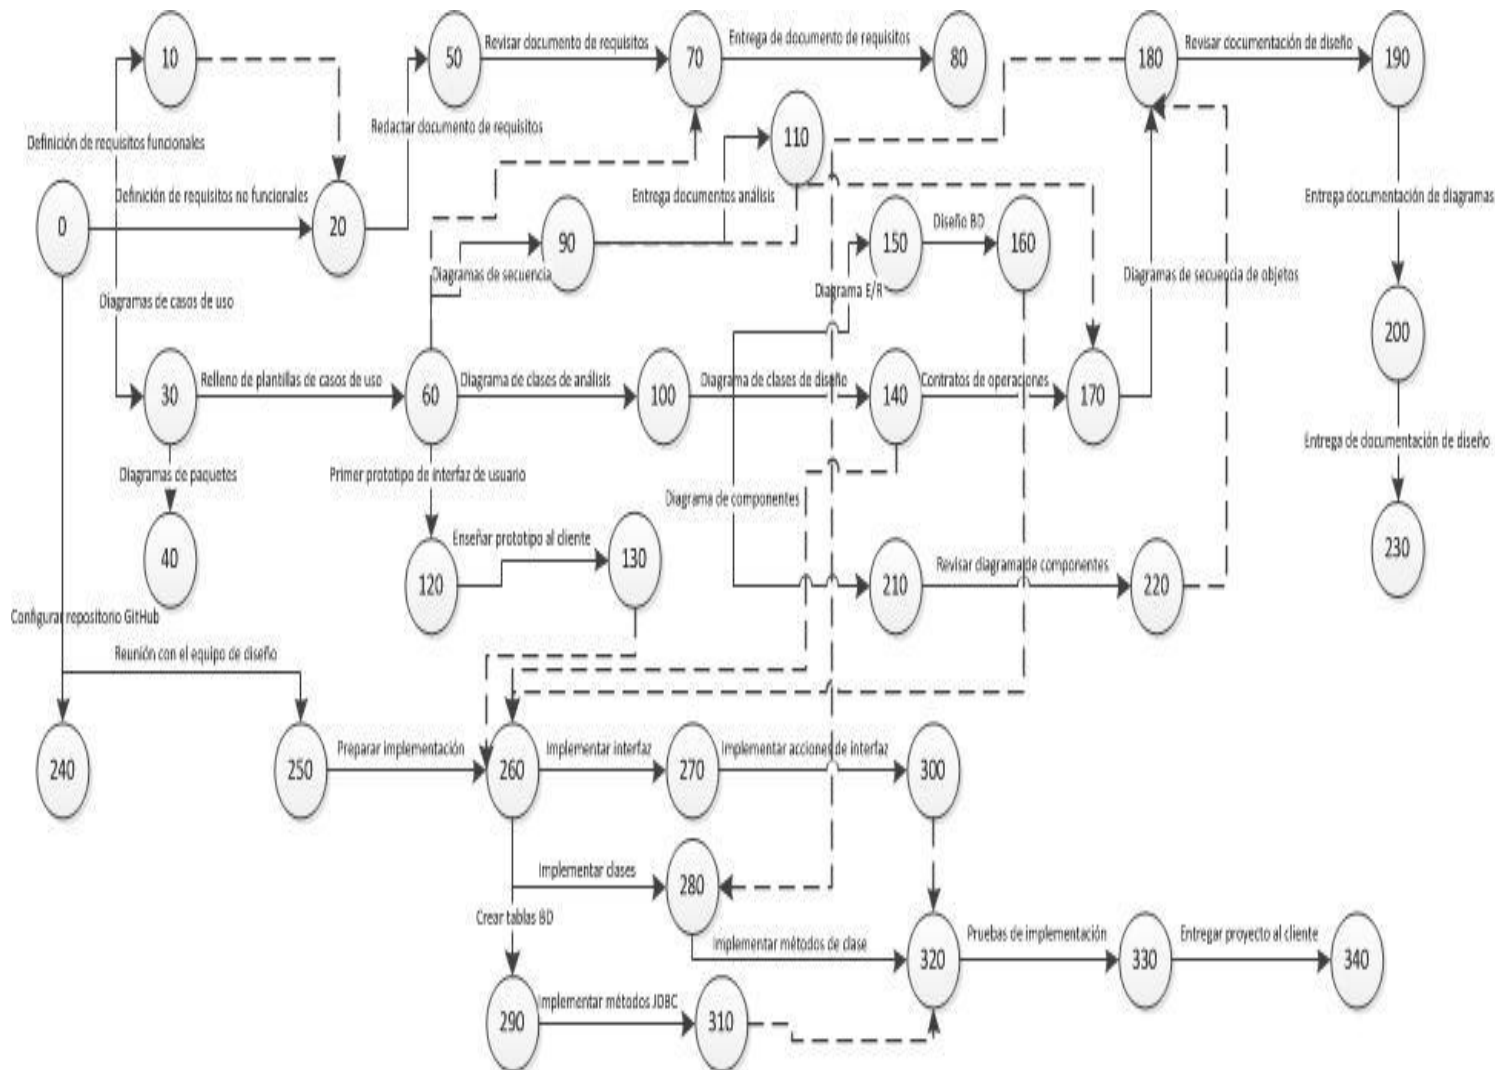 10
50
Revisar documento de requisitos
70
Entrega de documento de requisitos
80
180
Revisar documentación de diseño
190
Definición de requisitos funcionales
Redactar documento de requisitos
110
0
Definición de requisitos no funcionales
20
90
Entrega documentos análisis
150
Diseño BD
160
Entrega documentación de diagramas
Diagramas de casos de uso
Diagramas de secuencia
Diagrama E/R
Diagramas de secuencia de objetos
200
30
Relleno de plantillas de casos de uso
60
Diagrama de clases de análisis
100
Diagrama de clases de diseño
140
Contratos de operaciones
170
Entrega de documentación de diseño
Diagramas de paquetes
Primer prototipo de interfaz de usuario
Diagrama de componentes
40
120
Enseñar prototipo al cliente
130
210
Revisar diagrama de componentes
220
230
Configurar repositorio GitHub
Reunión con el equipo de diseño
240
250
Preparar implementación
260
Implementar interfaz
270
Implementar acciones de interfaz
300
Implementar clases
280
Crear tablas BD
Implementar métodos de clase
320
Pruebas de implementación
330
Entregar proyecto al cliente
340
290
Implementar métodos JDBC
310